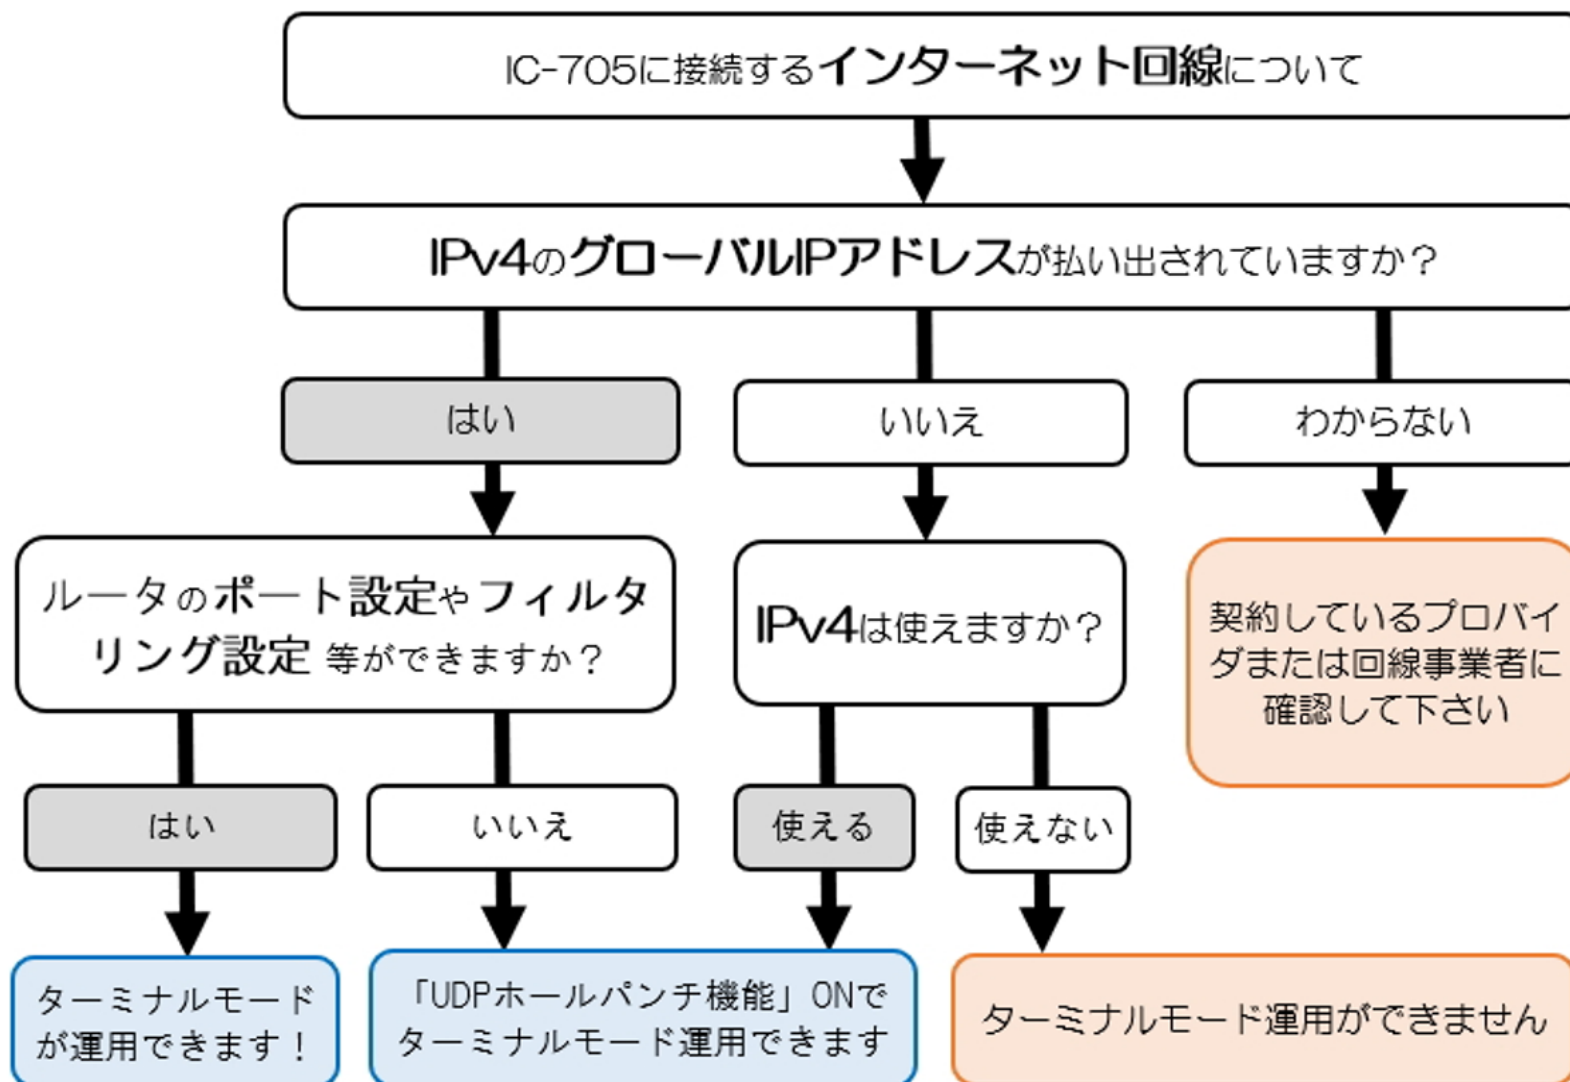 IC-705に接続するインターネット回線について
IPv4のグローバルIPアドレスが払い出されていますか？
はい
いいえ
わからない
ルータのポート設定やフィルタ
リング設定 等ができますか？
IPv4は使えますか？
契約しているプロバイ
ダまたは回線事業者に
確認して下さい
はい
いいえ
使える
使えない
ターミナルモード
が運用できます！
「UDPホールパンチ機能」ONで
ターミナルモード運用できます
ターミナルモード運用ができません